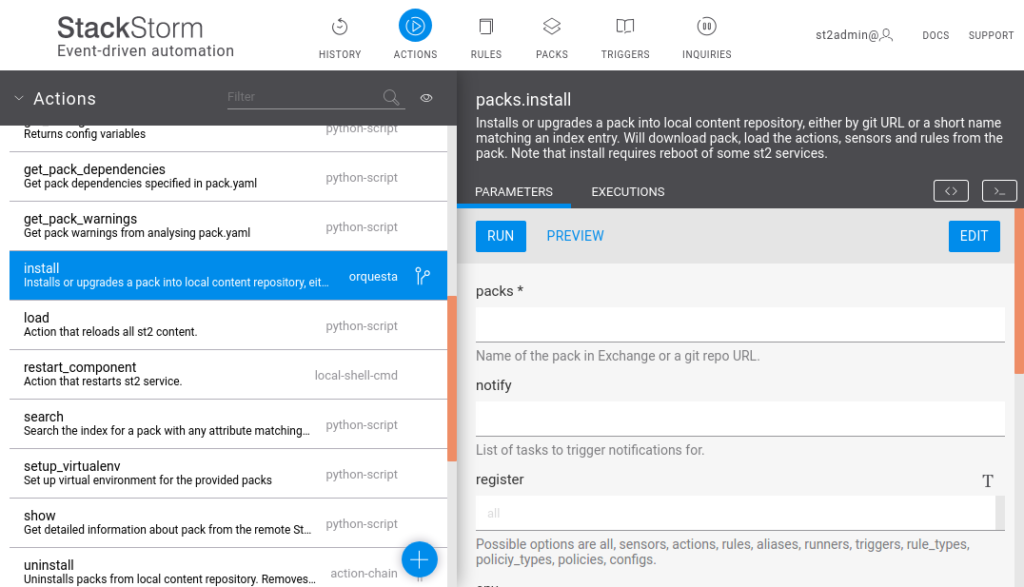 StackStorm
Event-driven automation
HISTORY
ACTIONS
RULES
PACKS
TRIGGERS
INQUIRIES
st2admin@
DOCS
SUPPORT
Actions
Filter
Returns config variables
python-script
get_pack_dependencies
Get pack dependencies specified in pack.yaml
python-script
get_pack_warnings
Get pack warnings from analysing pack.yaml
python-script
install
Installs or upgrades a pack into local content repository, eit...
orquesta
load
Action that reloads all st2 content.
python-script
restart_component
Action that restarts st2 service.
local-shell-cmd
search
Search the index for a pack with any attribute matching...
python-script
setup_virtualenv
Set up virtual environment for the provided packs
python-script
show
Get detailed information about pack from the remote St...
python-script
uninstall
Uninstalls packs from local content repository. Removes...
action-chain
packs.install
Installs or upgrades a pack into local content repository, either by git URL or a short name
matching an index entry. Will download pack, load the actions, sensors and rules from the
pack. Note that install requires reboot of some st2 services.
PARAMETERS
EXECUTIONS
RUN
PREVIEW
EDIT
packs *
Name of the pack in Exchange or a git repo URL.
notify
List of tasks to trigger notifications for.
register
T
all
Possible options are all, sensors, actions, rules, aliases, runners, triggers, rule_types,
policiy_types, policies, configs.